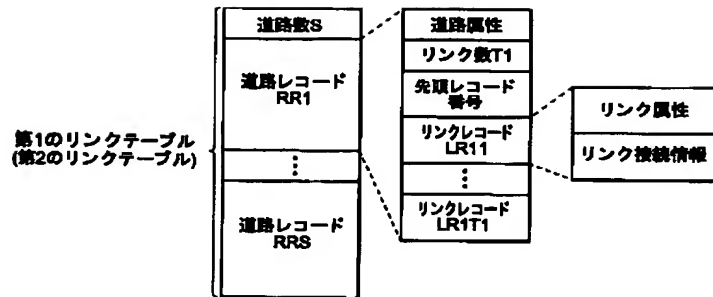 第1のリンクテーブル
(第2のリンクテーブル)
道路数S
道路レコード
RR1
⋮
道路レコード
RRS
道路属性
リンク数T1
先頭レコード
番号
リンクレコード
LR11
⋮
リンクレコード
LR1T1
リンク属性
リンク接続情報